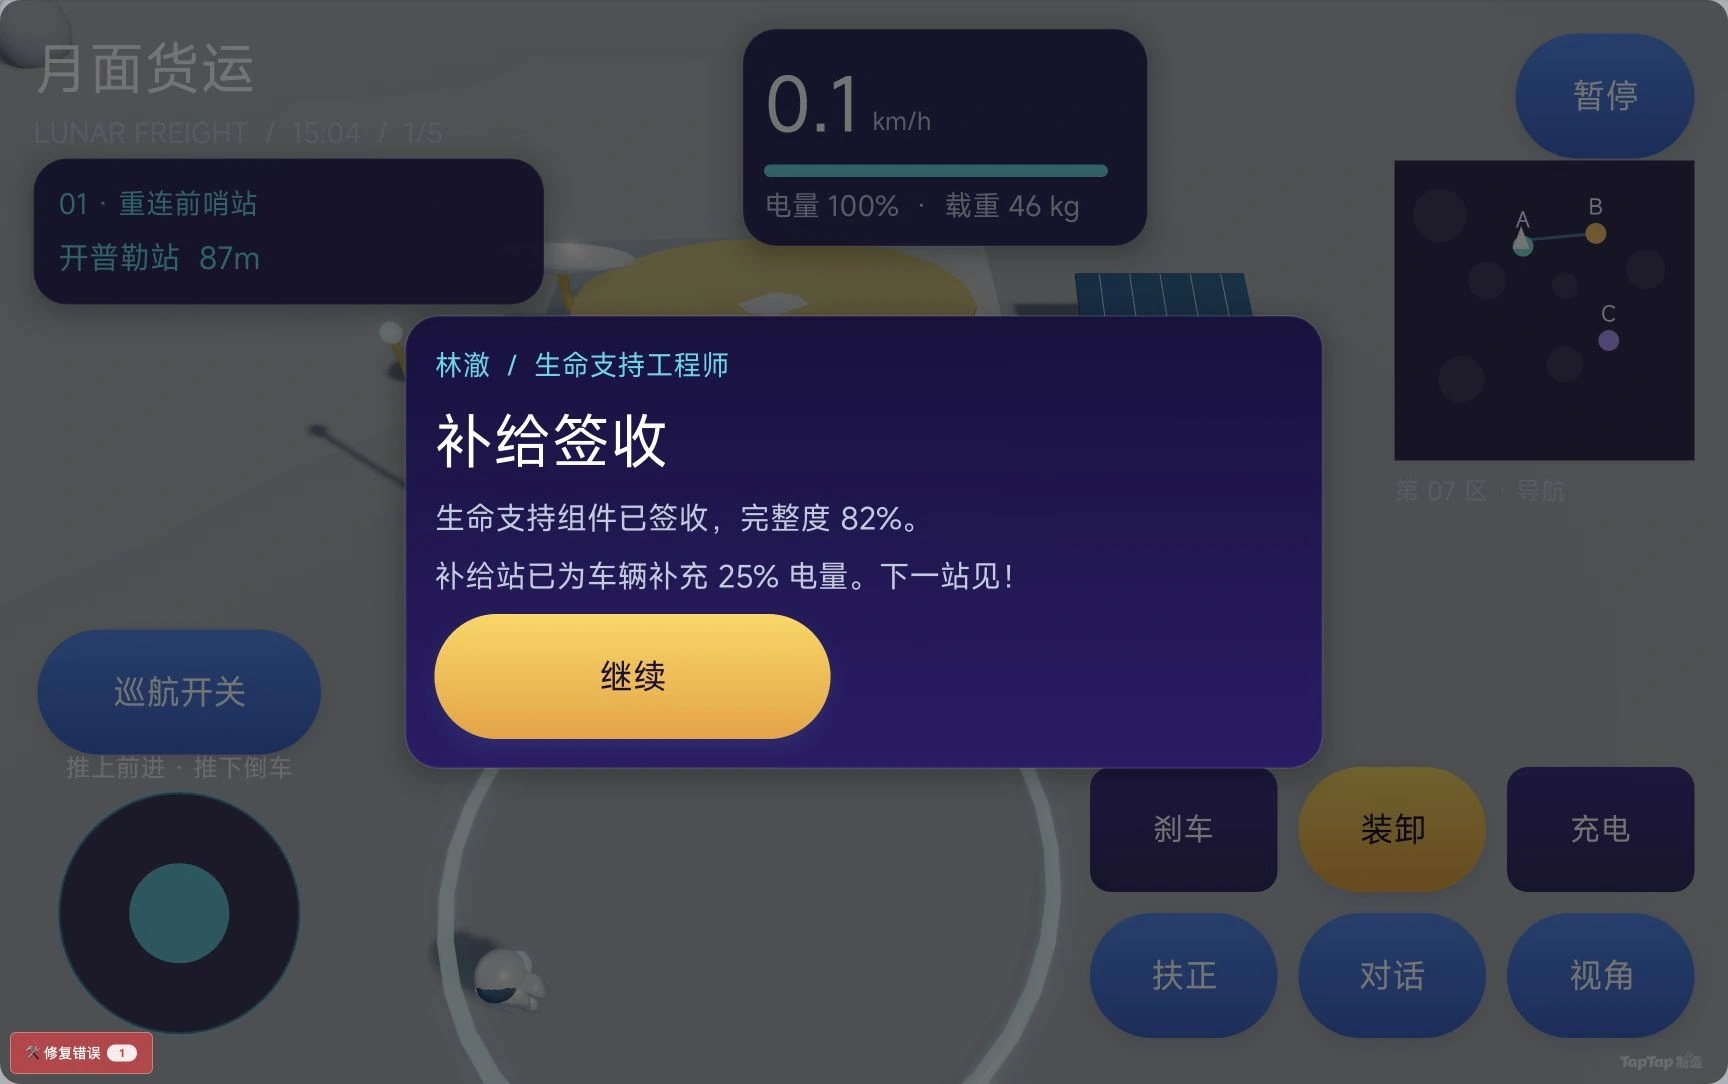 月面货运
LUNAR FREIGHT / 15:04 / 1/5
01 · 重连前哨站
开普勒站 87m
0.1 km/h
电量 100% · 载重 46 kg
暂停
A
B
C
第 07 区 · 导航
林澈 / 生命支持工程师
补给签收
生命支持组件已签收，完整度 82%。
补给站已为车辆补充 25% 电量。下一站见！
继续
巡航开关
推上前进 · 推下倒车
刹车
装卸
充电
扶正
对话
视角
修复错误 1
TapTap 制造